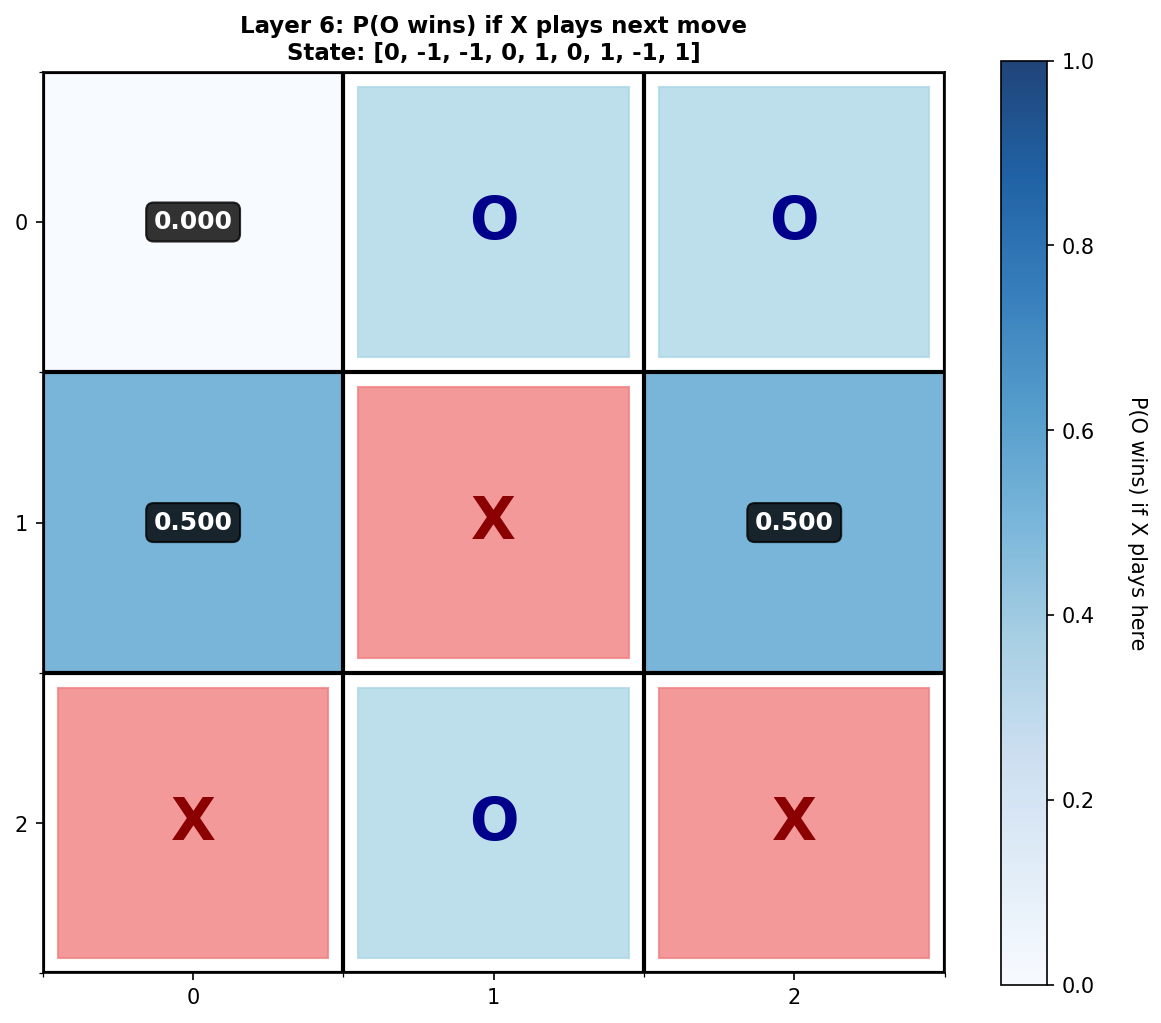 Layer 6: P(O wins) if X plays next move
State: [0, -1, -1, 0, 1, 0, 1, -1, 1]
0
0.000
O
O
1
0.500
X
0.500
2
X
O
X
0
1
2
1.0
0.8
0.6
0.4
0.2
0.0
P(O wins) if X plays here